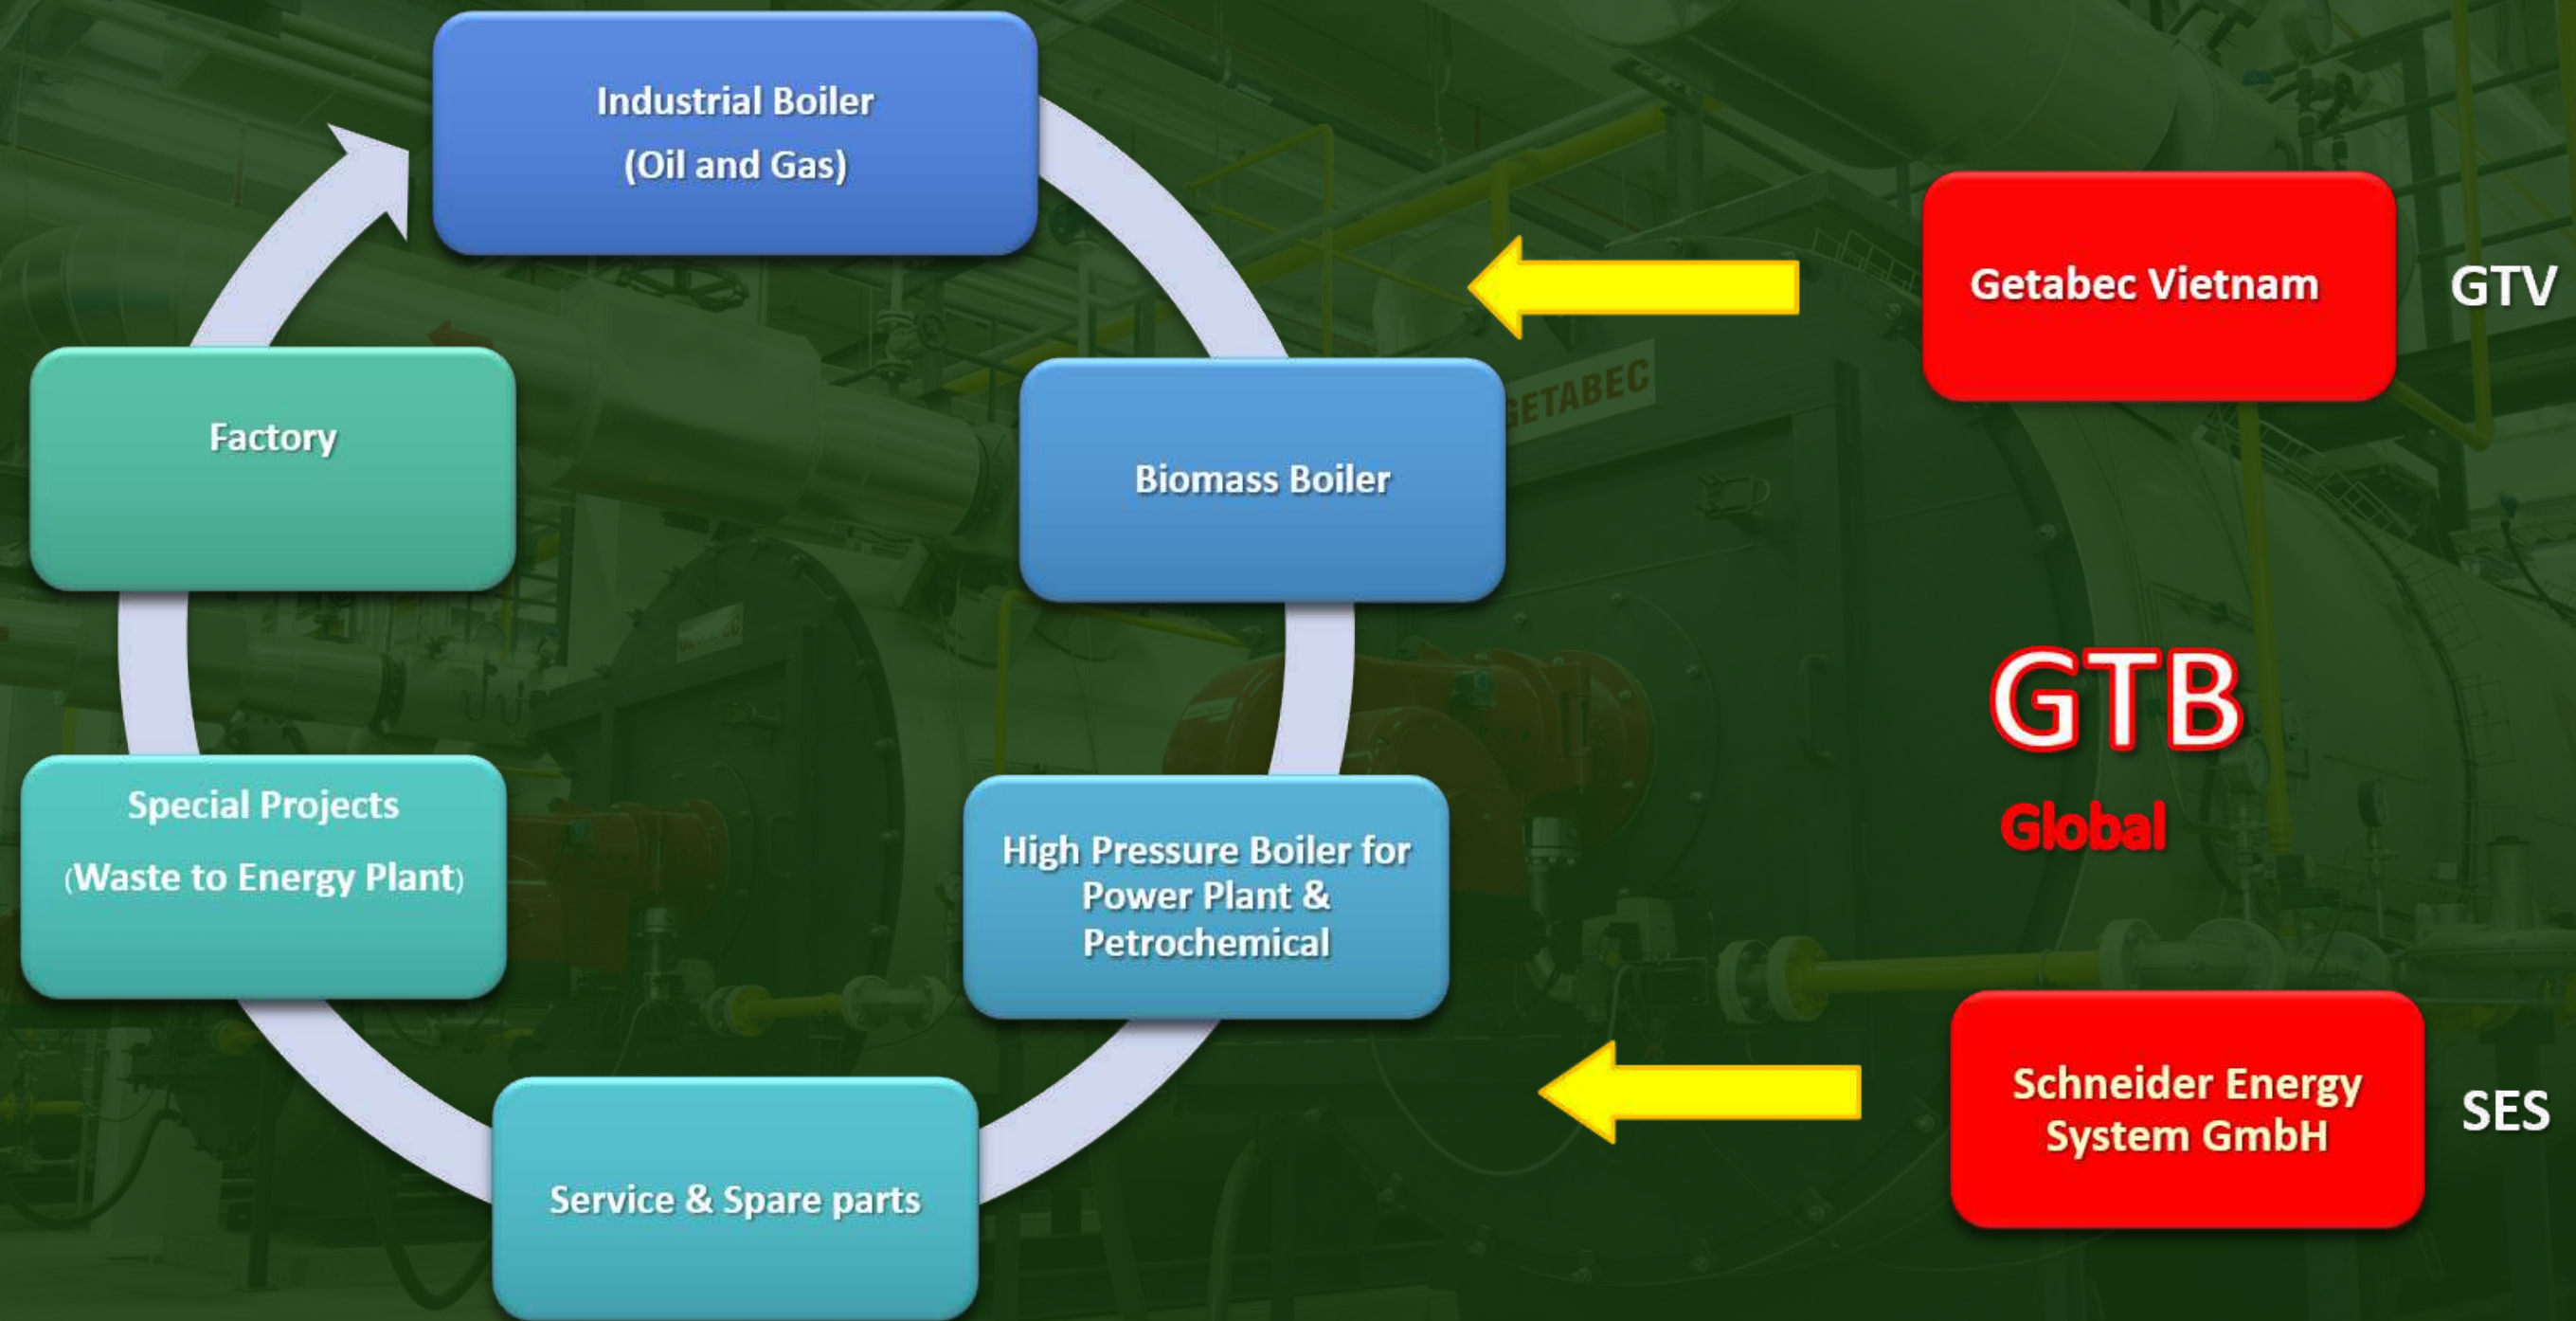 Industrial Boiler
(Oil and Gas)
Biomass Boiler
High Pressure Boiler for
Power Plant &
Petrochemical
Service & Spare parts
Special Projects
(Waste to Energy Plant)
Factory
Getabec Vietnam
GTV
GTB
Global
Schneider Energy
System GmbH
SES
GETABEC